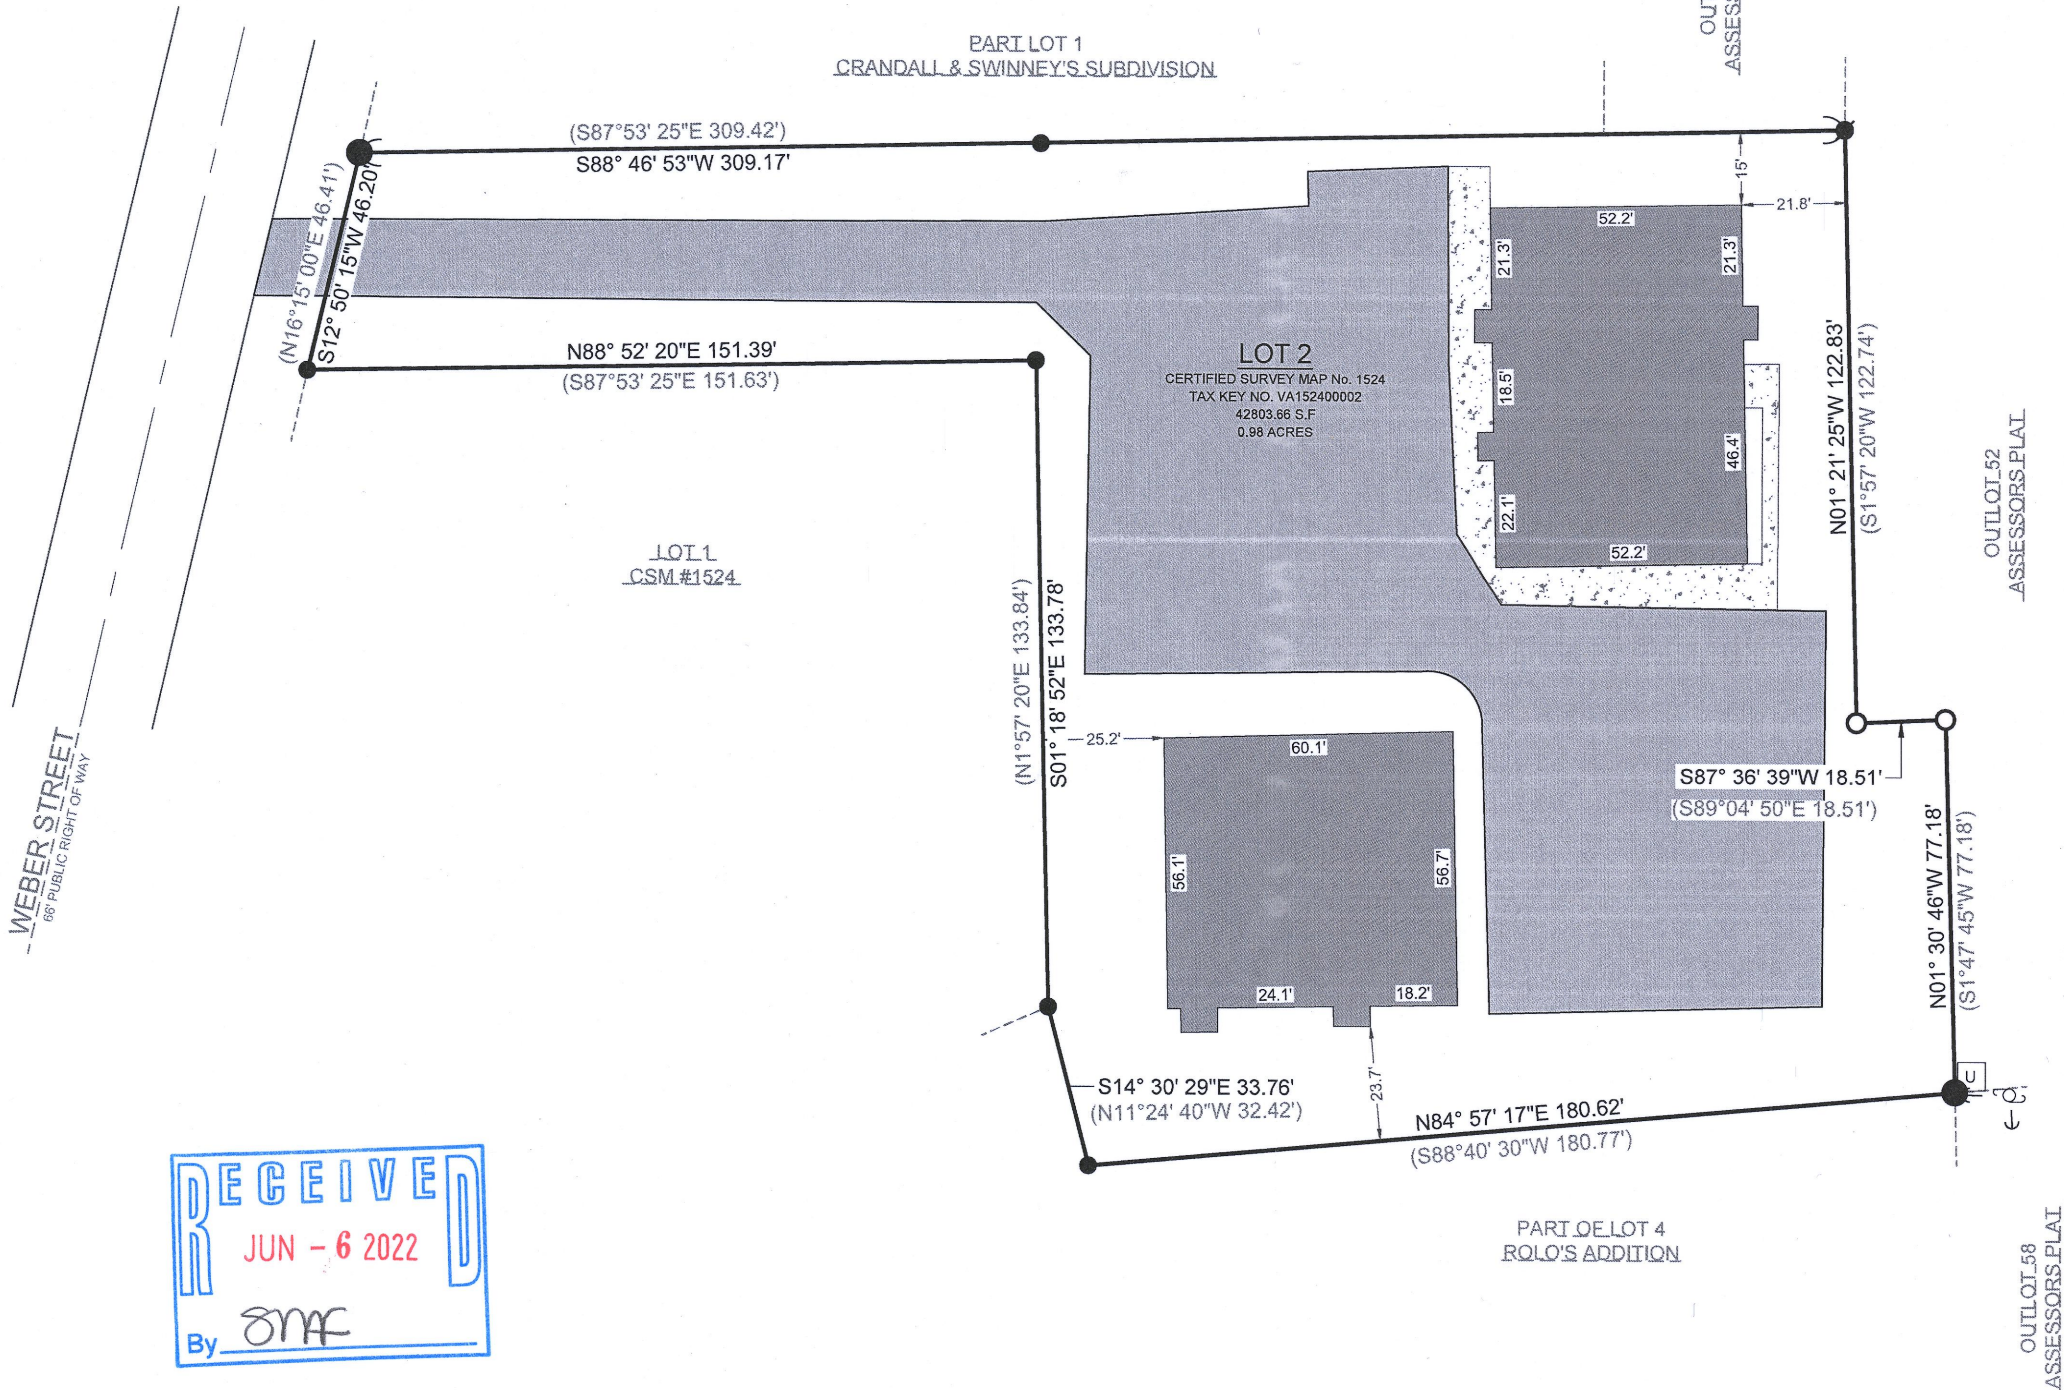 PART LOT 1
CRANDALL & SWINNEY'S SUBDIVISION
(S87°53' 25"E 309.42')
S88° 46' 53"W 309.17'
(N16°15' 00"E 46.41')
S12° 50' 15"W 46.20'
N88° 52' 20"E 151.39'
(S87°53' 25"E 151.63')
LOT 2
CERTIFIED SURVEY MAP No. 1524
TAX KEY NO. VA152400002
42803.66 S.F
0.98 ACRES
52.2'
21.3'
21.3'
18.5'
46.4'
22.1'
52.2'
15'
21.8'
N01° 21' 25"W 122.83'
(S1°57' 20"W 122.74')
OUTLOT 52
ASSESSORS PLAT
LOT 1
CSM #1524
(N1°57' 20"E 133.84')
S01° 18' 52"E 133.78'
WEBER STREET
66' PUBLIC RIGHT OF WAY
25.2'
60.1'
56.1'
56.7'
24.1'
18.2'
S87° 36' 39"W 18.51'
(S89°04' 50"E 18.51')
N01° 30' 46"W 77.18'
(S1°47' 45"W 77.18')
23.7'
S14° 30' 29"E 33.76'
(N11°24' 40"W 32.42')
N84° 57' 17"E 180.62'
(S88°40' 30"W 180.77')
PART OF LOT 4
ROLO'S ADDITION
OUTLOT 58
ASSESSORS PLAT
RECEIVED
JUN - 6 2022
By